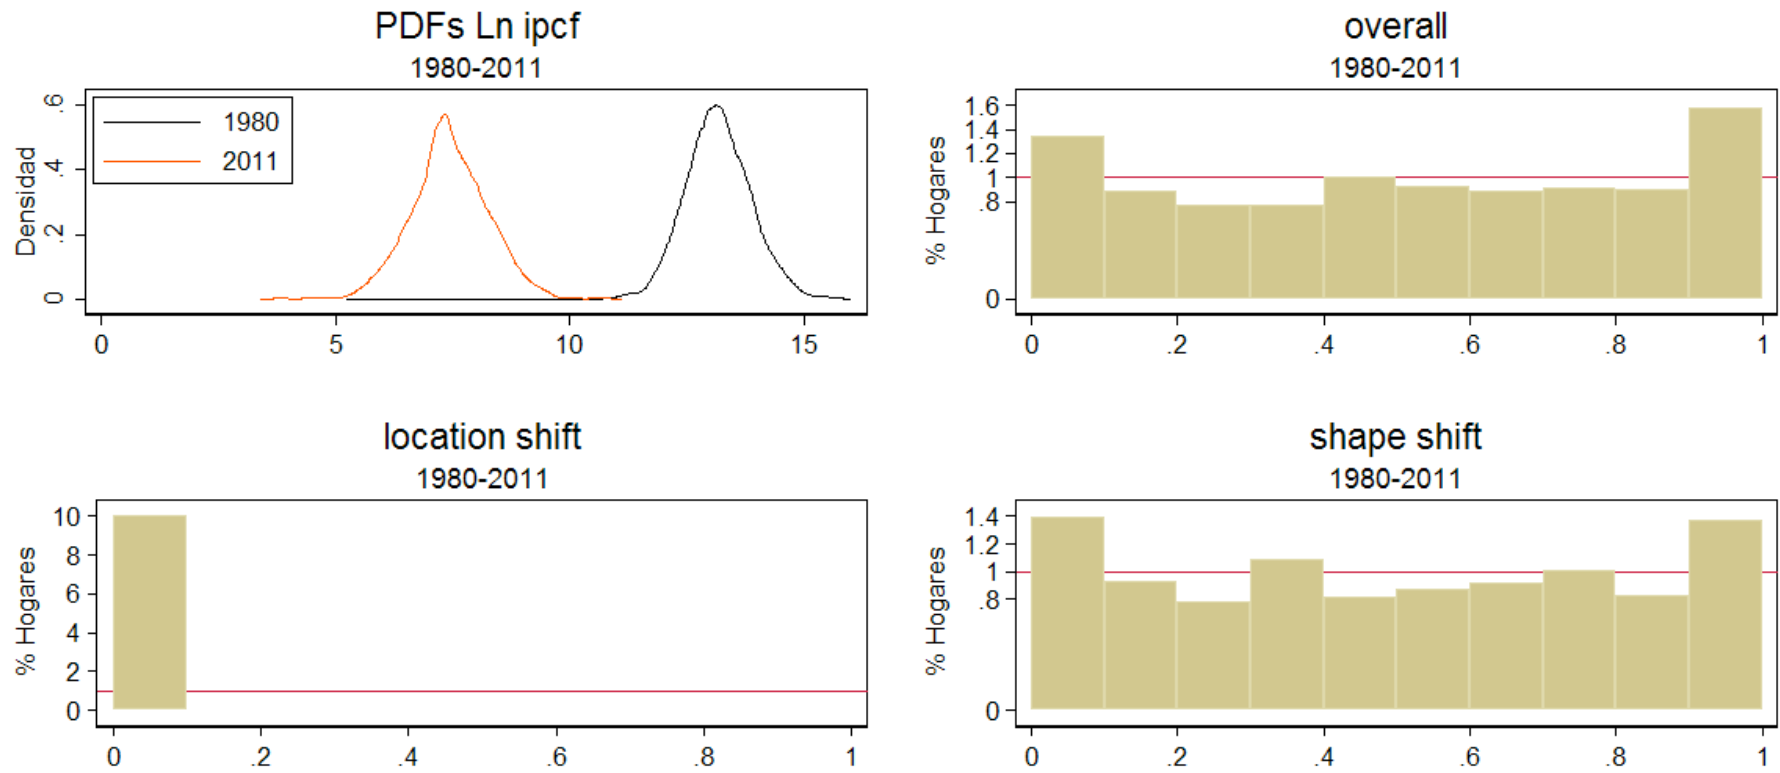 PDFs Ln ipcf
1980-2011
Densidad
.6
.4
.2
0
1980
2011
0 5 10 15
overall
1980-2011
% Hogares
1.6
1.4
1.2
1
.8
0
0 .2 .4 .6 .8 1
location shift
1980-2011
% Hogares
10
8
6
4
2
0
0 .2 .4 .6 .8 1
shape shift
1980-2011
% Hogares
1.4
1.2
1
.8
0
0 .2 .4 .6 .8 1